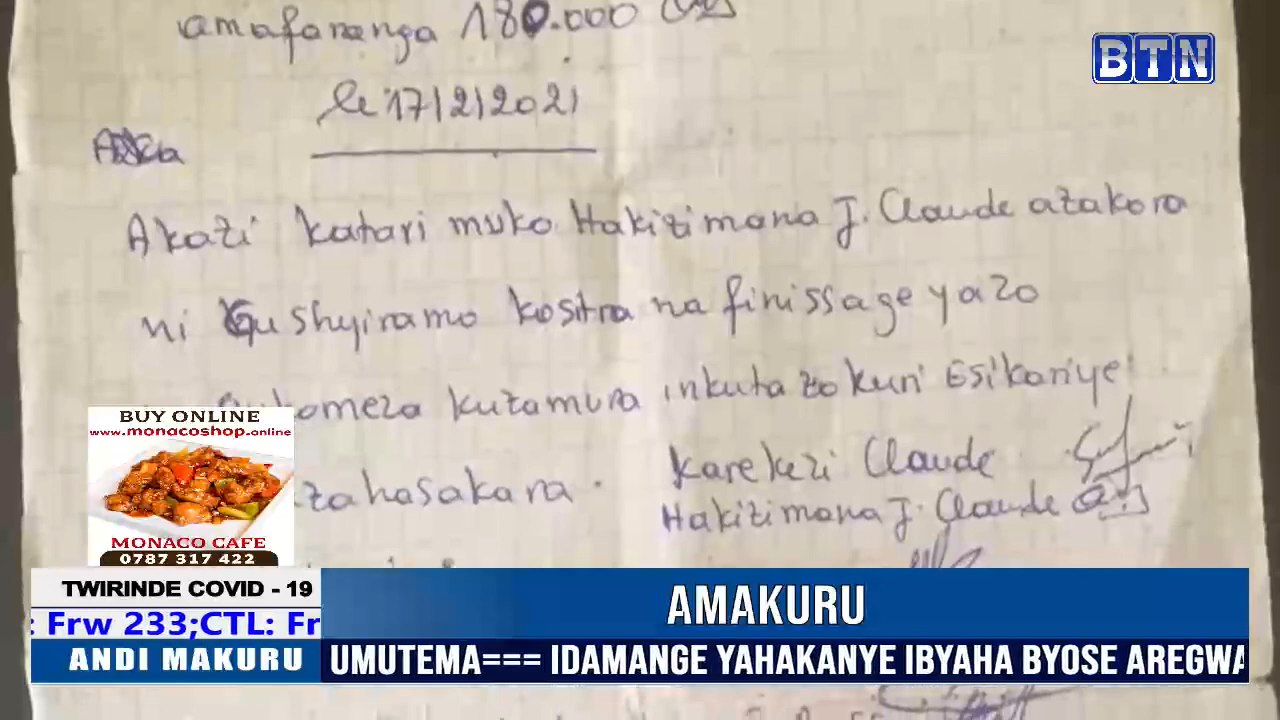 amafaranga 180.000
BTN
le 17/2/2021
Akazi katari muko Hakizimana J. Claude azakora
ni Gushyiramo kositra na finissage yazo
gukomeza kuzamura inkuta zo kuri Esikariye
zahasakara.
Karekezi Claude
Hakizimana J. Claude
BUY ONLINE
www.monacoshop.online
MONACO CAFE
0787 317 422
TWIRINDE COVID - 19
: Frw 233;CTL: Fr
ANDI MAKURU
AMAKURU
UMUTEMA=== IDAMANGE YAHAKANYE IBYAHA BYOSE AREGWA